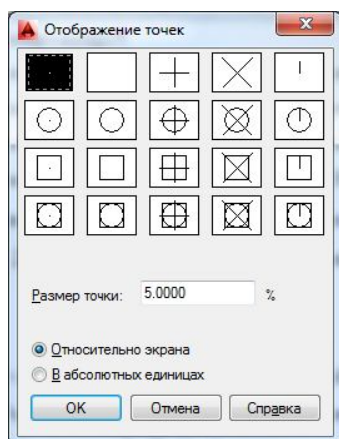 Отображение точек
Размер точки: 5.0000 %
Относительно экрана
В абсолютных единицах
OK Отмена Справка